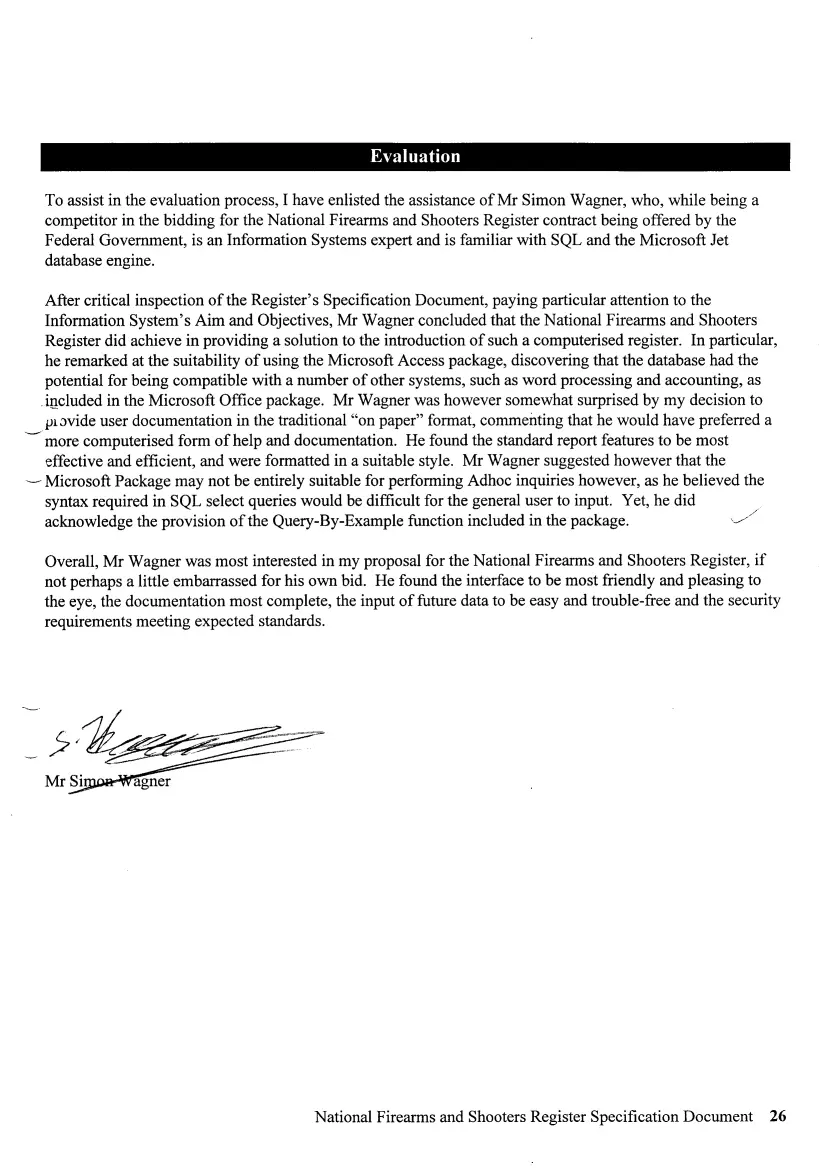 Evaluation
To assist in the evaluation process, I have enlisted the assistance of Mr Simon Wagner, who, while being a
competitor in the bidding for the National Firearms and Shooters Register contract being offered by the
Federal Government, is an Information Systems expert and is familiar with SQL and the Microsoft Jet
database engine.
After critical inspection of the Register's Specification Document, paying particular attention to the
Information System's Aim and Objectives, Mr Wagner concluded that the National Firearms and Shooters
Register did achieve in providing a solution to the introduction of such a computerised register. In particular,
he remarked at the suitability of using the Microsoft Access package, discovering that the database had the
potential for being compatible with a number of other systems, such as word processing and accounting, as
included in the Microsoft Office package. Mr Wagner was however somewhat surprised by my decision to
provide user documentation in the traditional “on paper” format, commenting that he would have preferred a
more computerised form of help and documentation. He found the standard report features to be most
effective and efficient, and were formatted in a suitable style. Mr Wagner suggested however that the
Microsoft Package may not be entirely suitable for performing Adhoc inquiries however, as he believed the
syntax required in SQL select queries would be difficult for the general user to input. Yet, he did
acknowledge the provision of the Query-By-Example function included in the package.
Overall, Mr Wagner was most interested in my proposal for the National Firearms and Shooters Register, if
not perhaps a little embarrassed for his own bid. He found the interface to be most friendly and pleasing to
the eye, the documentation most complete, the input of future data to be easy and trouble-free and the security
requirements meeting expected standards.
Mr Simon Wagner
National Firearms and Shooters Register Specification Document 26